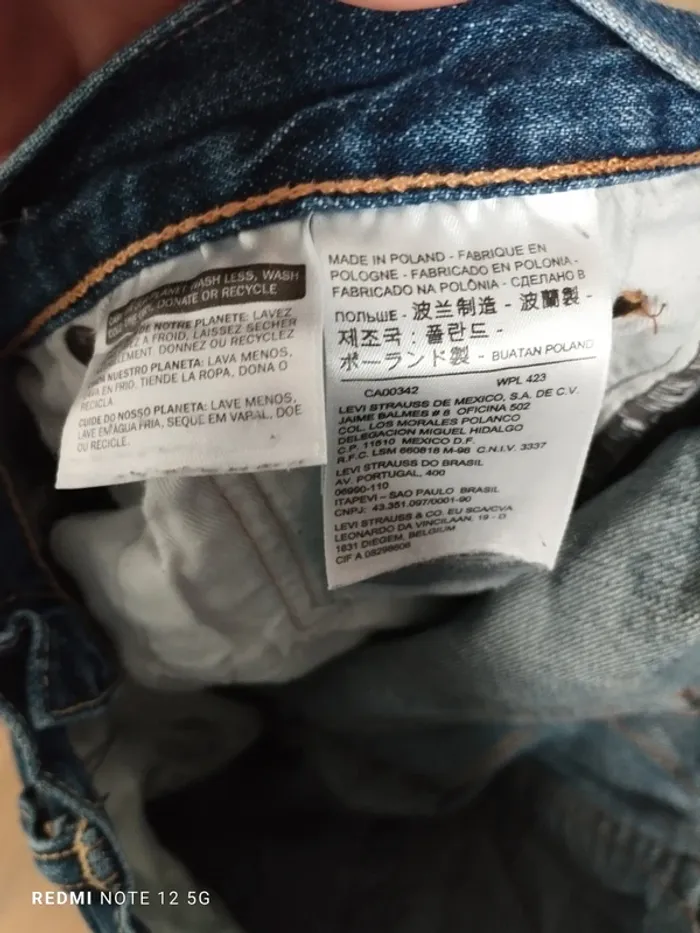 WASH LESS, WASH
DONATE OR RECYCLE
DE NOTRE PLANETE: LAVEZ
A FROID, LAISSEZ SECHER
DONNEZ OU RECYCLEZ
NUESTRO PLANETA: LAVA MENOS,
EN FRIO, TIENDE LA ROPA, DONA O
RECICLA
CUIDE DO NOSSO PLANETA: LAVE MENOS,
LAVE EM ÁGUA FRIA, SEQUE EM VARAL, DOE
OU RECICLE.
MADE IN POLAND - FABRIQUE EN
POLOGNE - FABRICADO EN POLONIA -
FABRICADO NA POLÔNIA - СДЕЛАНО В
ПОЛЬШЕ - 波兰制造 - 波蘭製 -
제조국 : 폴란드 -
ポーランド製 - BUATAN POLAND
CA00342 WPL 423
LEVI STRAUSS DE MEXICO, S.A. DE C.V.
JAIME BALMES # 8 OFICINA 502
COL. LOS MORALES POLANCO
DELEGACION MIGUEL HIDALGO
C.P. 11510 MEXICO D.F.
R.F.C. LSM 660818 M-98 C.N.I.V. 3337
LEVI STRAUSS DO BRASIL
AV. PORTUGAL, 400
06690-110
ITAPEVI - SAO PAULO BRASIL
CNPJ: 43.351.097/0001-90
LEVI STRAUSS & CO. EU SCA/CVA
LEONARDO DA VINCILAAN, 19 - D
1831 DIEGEM, BELGIUM
CIF A 08298608
REDMI NOTE 12 5G